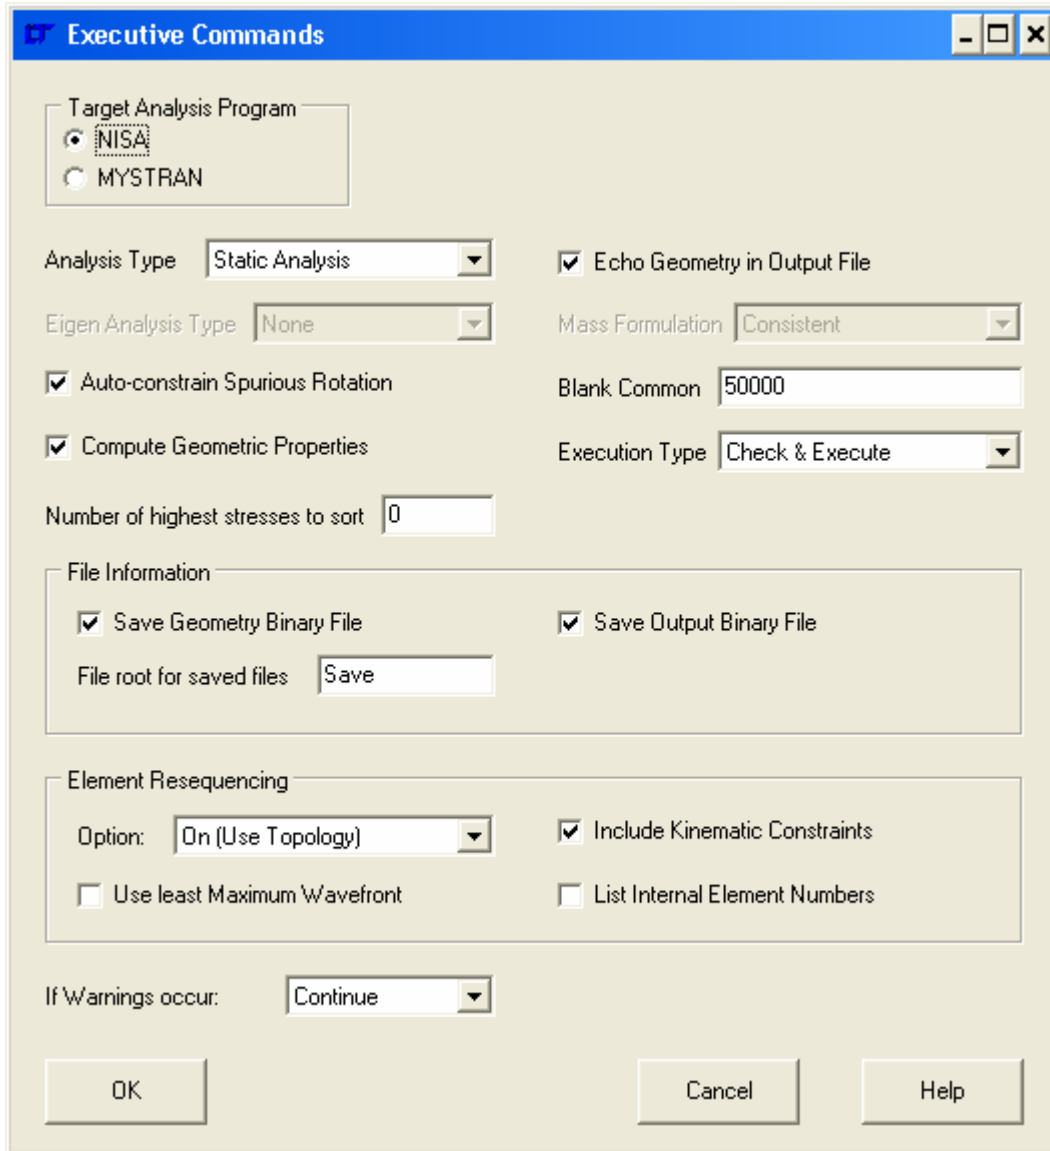 Executive Commands
Target Analysis Program
NISA
MYSTRAN
Analysis Type Static Analysis
Echo Geometry in Output File
Eigen Analysis Type None
Mass Formulation Consistent
Auto-constrain Spurious Rotation
Blank Common 50000
Compute Geometric Properties
Execution Type Check & Execute
Number of highest stresses to sort 0
File Information
Save Geometry Binary File
Save Output Binary File
File root for saved files Save
Element Resequencing
Option: On (Use Topology)
Include Kinematic Constraints
Use least Maximum Wavefront
List Internal Element Numbers
If Warnings occur: Continue
OK
Cancel
Help